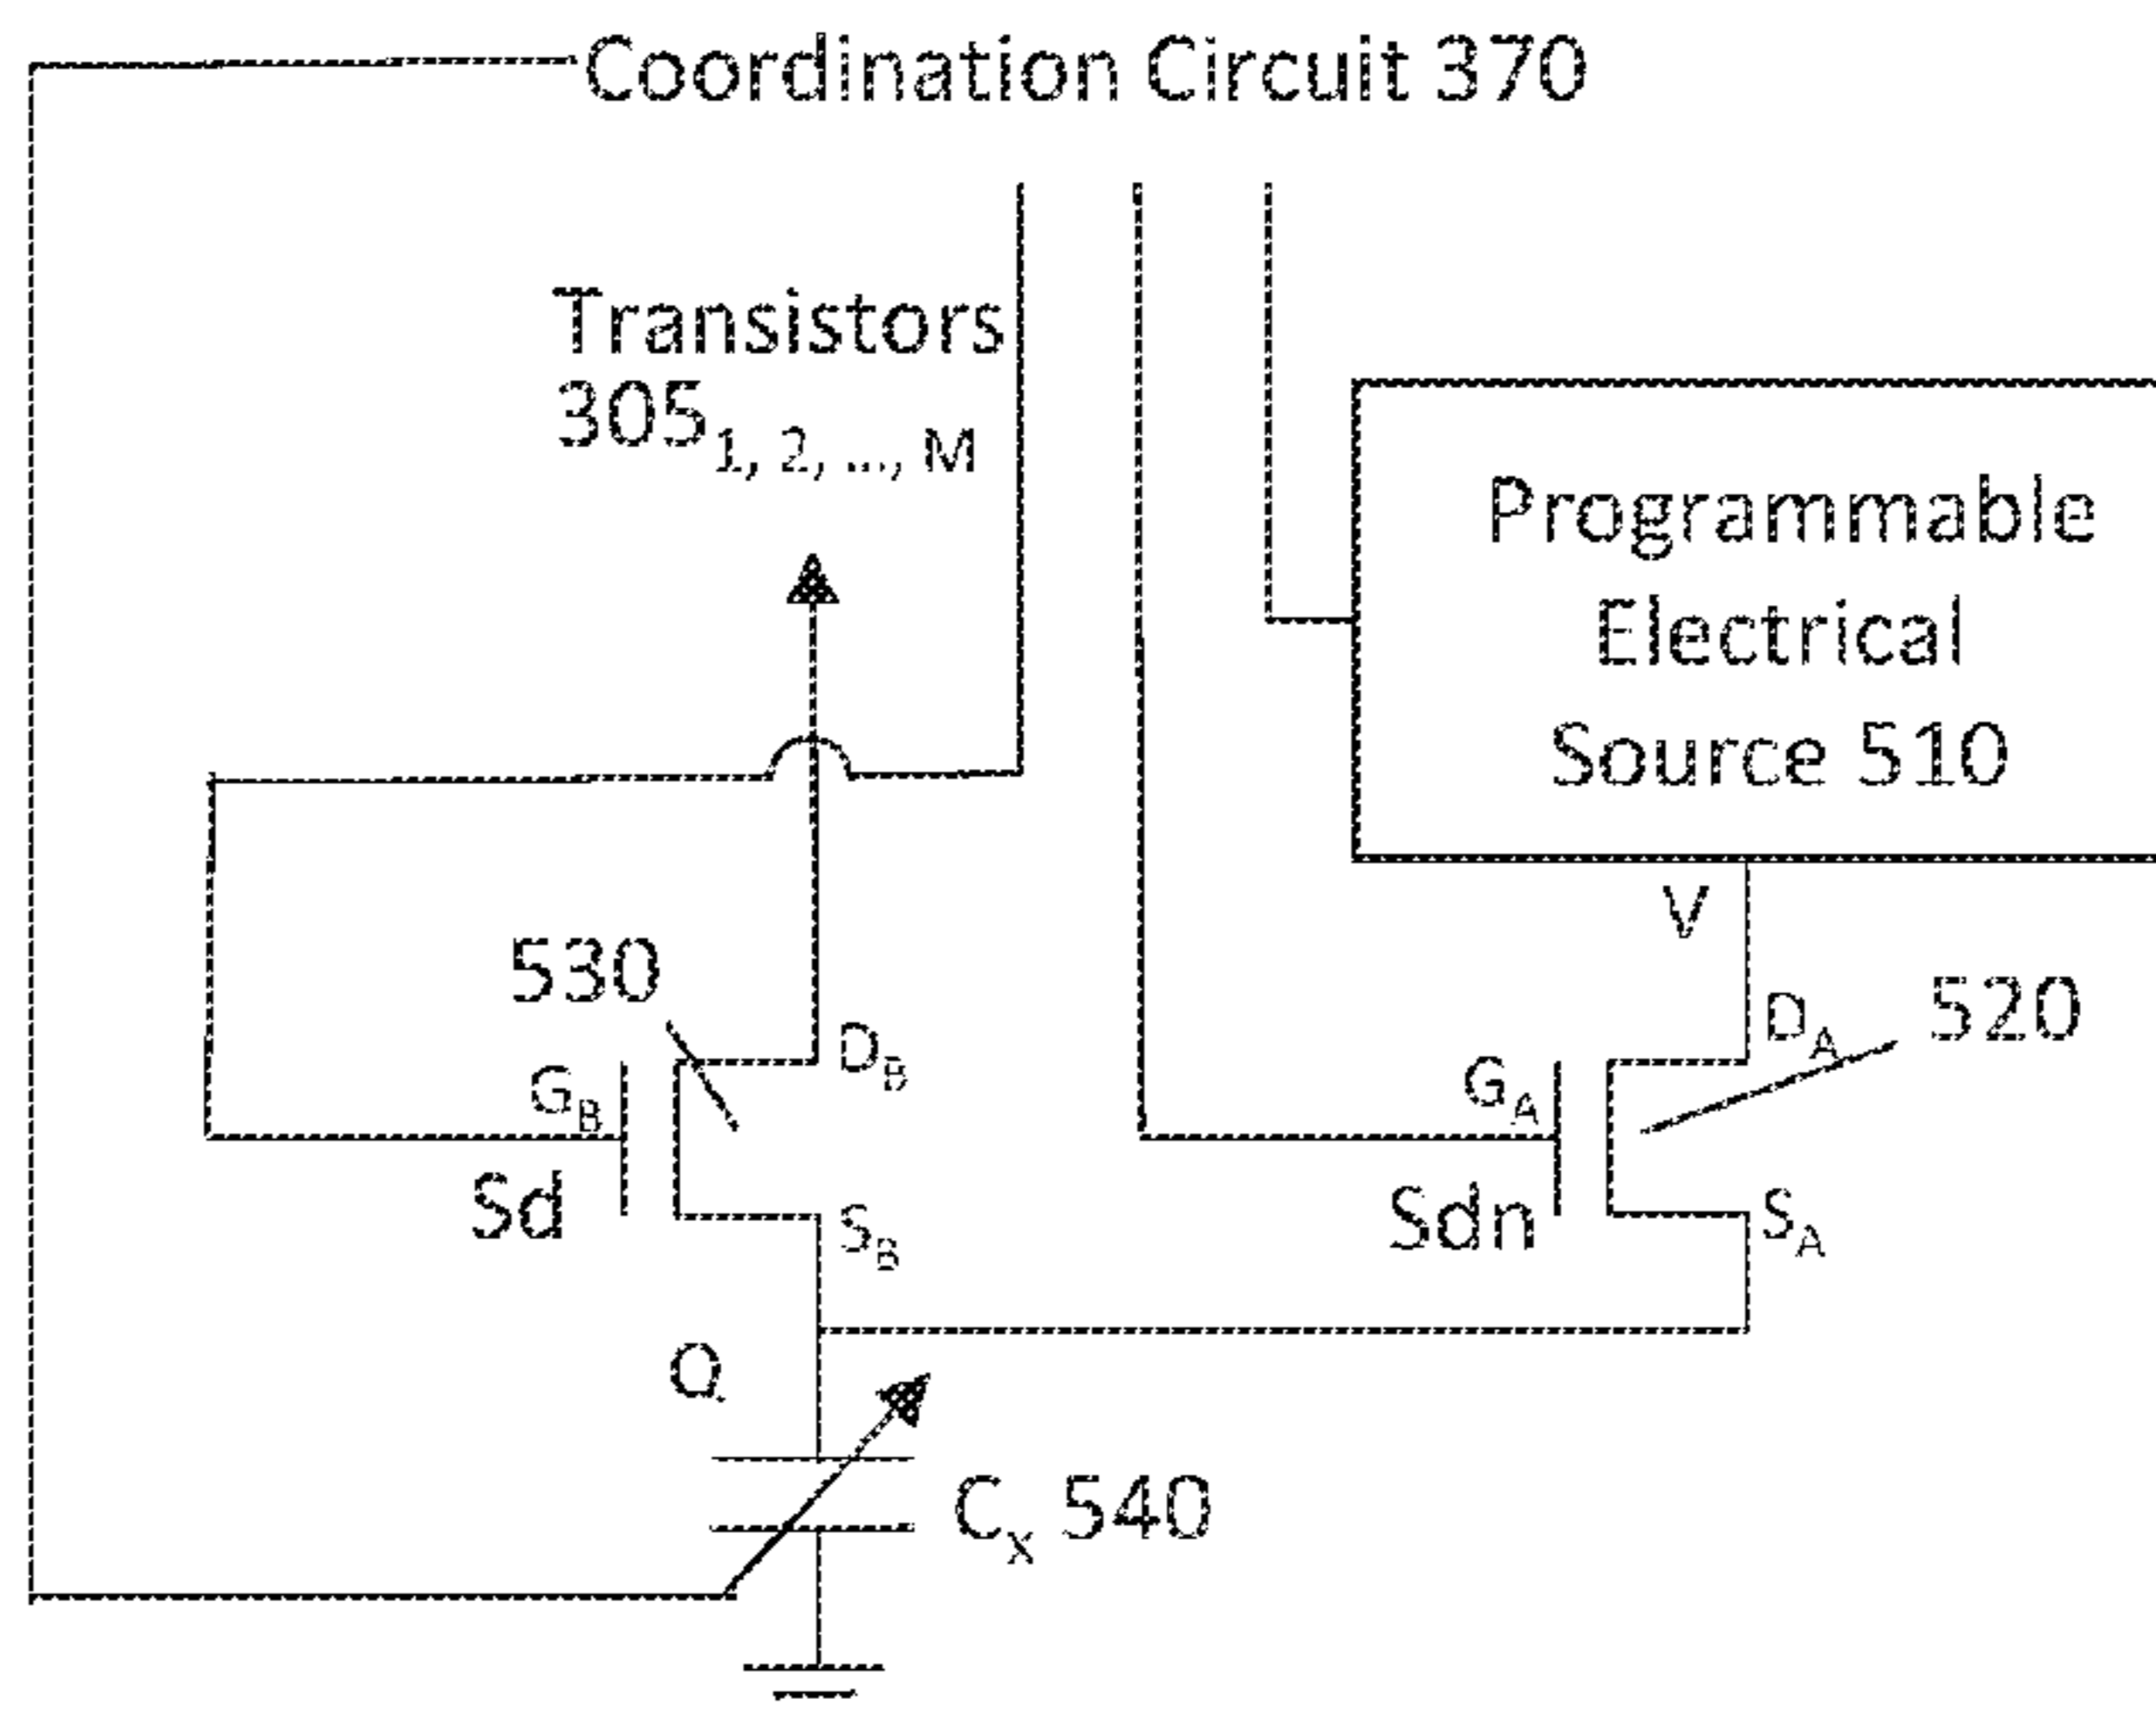 Coordination Circuit 370
Transistors
305 1, 2, ..., M
Programmable
Electrical
Source 510
V
530
D_B
G_B
Sd
S_B
D_A
520
G_A
Sdn
S_A
Q
C_x 540